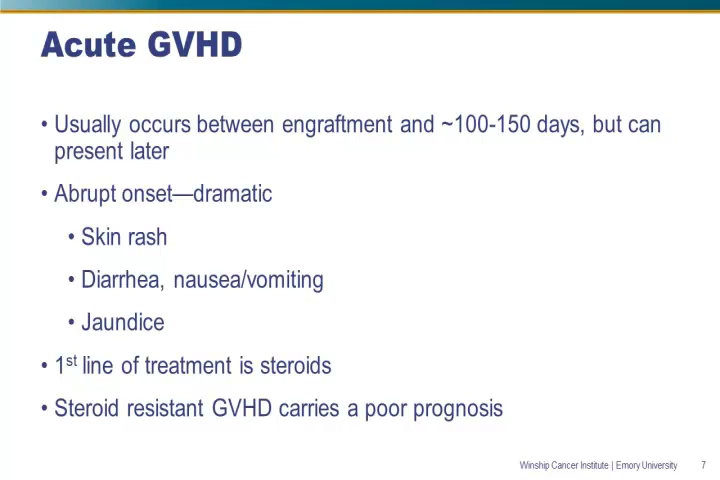 Acute GVHD
• Usually occurs between engraftment and ~100-150 days, but can
present later
• Abrupt onset—dramatic
• Skin rash
• Diarrhea, nausea/vomiting
• Jaundice
• 1st line of treatment is steroids
• Steroid resistant GVHD carries a poor prognosis
Winship Cancer Institute | Emory University 7